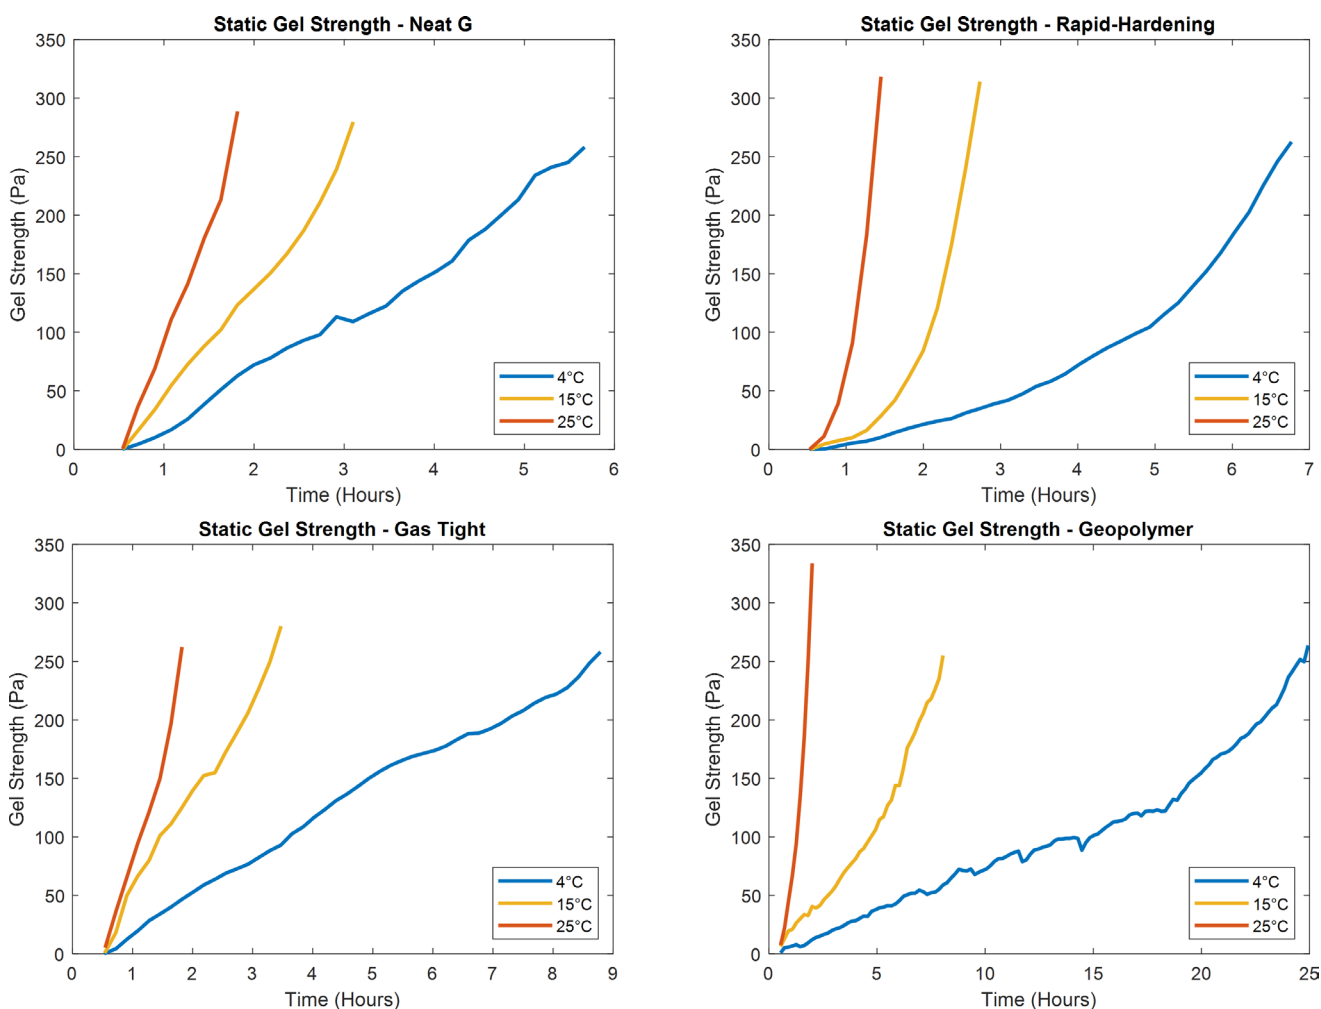 Static Gel Strength - Neat G
350
300
250
200
150
100
50
0
Gel Strength (Pa)
4°C
15°C
25°C
0 1 2 3 4 5 6
Time (Hours)
Static Gel Strength - Rapid-Hardening
350
300
250
200
150
100
50
0
Gel Strength (Pa)
4°C
15°C
25°C
0 1 2 3 4 5 6 7
Time (Hours)
Static Gel Strength - Gas Tight
350
300
250
200
150
100
50
0
Gel Strength (Pa)
4°C
15°C
25°C
0 1 2 3 4 5 6 7 8 9
Time (Hours)
Static Gel Strength - Geopolymer
350
300
250
200
150
100
50
0
Gel Strength (Pa)
4°C
15°C
25°C
0 5 10 15 20 25
Time (Hours)